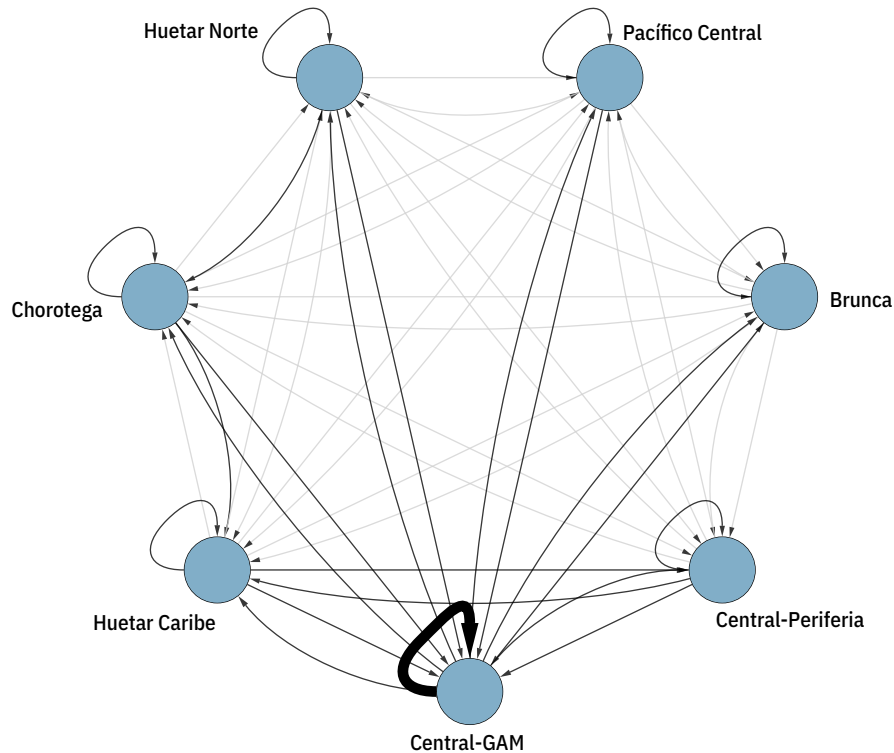 Huetar Norte
Pacífico Central
Chorotega
Brunca
Huetar Caribe
Central-Periferia
Central-GAM